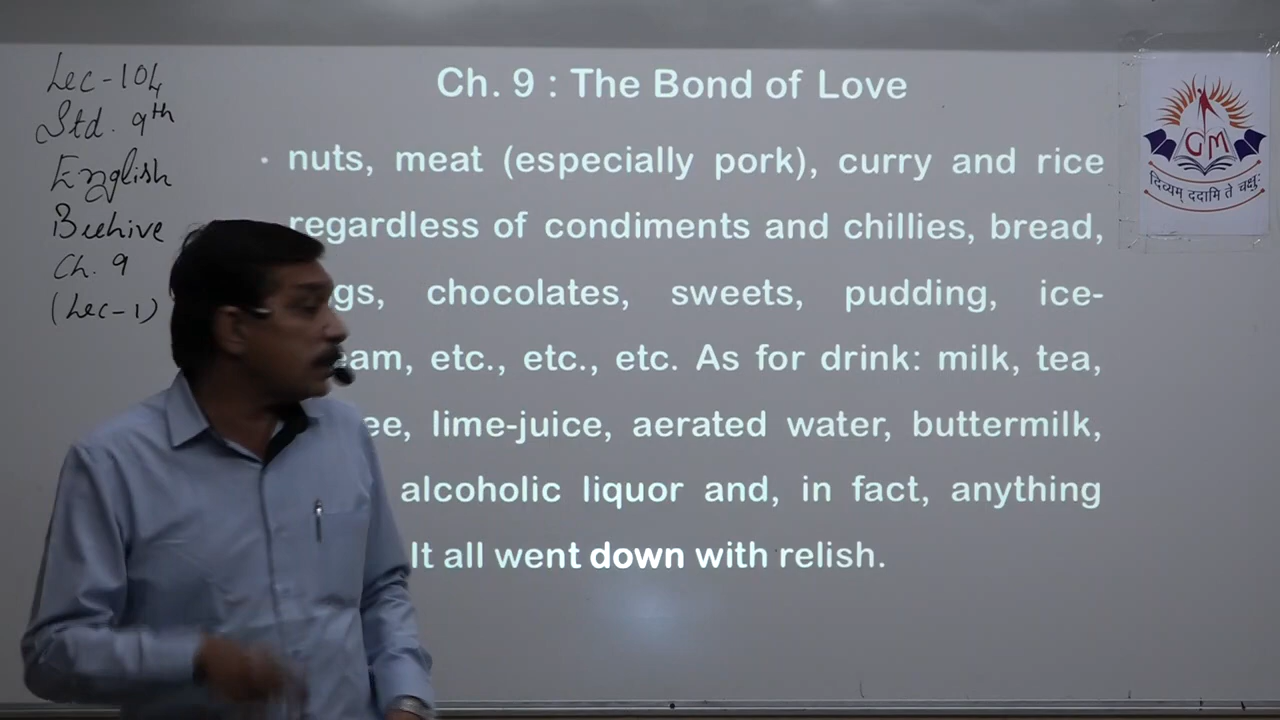 Lec-104
Std. 9th
English
Beehive
Ch. 9
(Lec-1)
Ch. 9 : The Bond of Love
• nuts, meat (especially pork), curry and rice
regardless of condiments and chillies, bread,
gs, chocolates, sweets, pudding, ice-
eam, etc., etc., etc. As for drink: milk, tea,
ee, lime-juice, aerated water, buttermilk,
alcoholic liquor and, in fact, anything
It all went down with relish.
GM
दिव्यम् ददामि ते चक्षुः